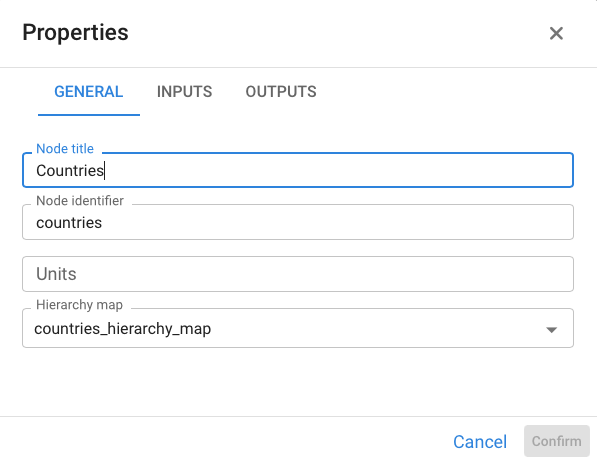 Properties
GENERAL INPUTS OUTPUTS
Node title
Countries
Node identifier
countries
Units
Hierarchy map
countries_hierarchy_map
Cancel Confirm